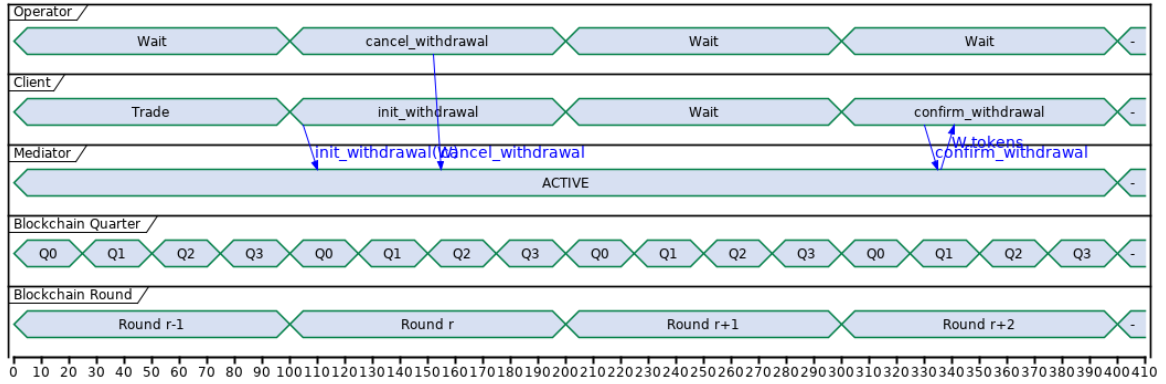 Operator
Wait cancel_withdrawal Wait Wait -
Client
Trade init_withdrawal Wait confirm_withdrawal -
W tokens
init_withdrawal(W) cancel_withdrawal confirm_withdrawal
Mediator
ACTIVE -
Blockchain Quarter
Q0 Q1 Q2 Q3 Q0 Q1 Q2 Q3 Q0 Q1 Q2 Q3 Q0 Q1 Q2 Q3 -
Blockchain Round
Round r-1 Round r Round r+1 Round r+2 -
0 10 20 30 40 50 60 70 80 90 100 110 120 130 140 150 160 170 180 190 200 210 220 230 240 250 260 270 280 290 300 310 320 330 340 350 360 370 380 390 400 410